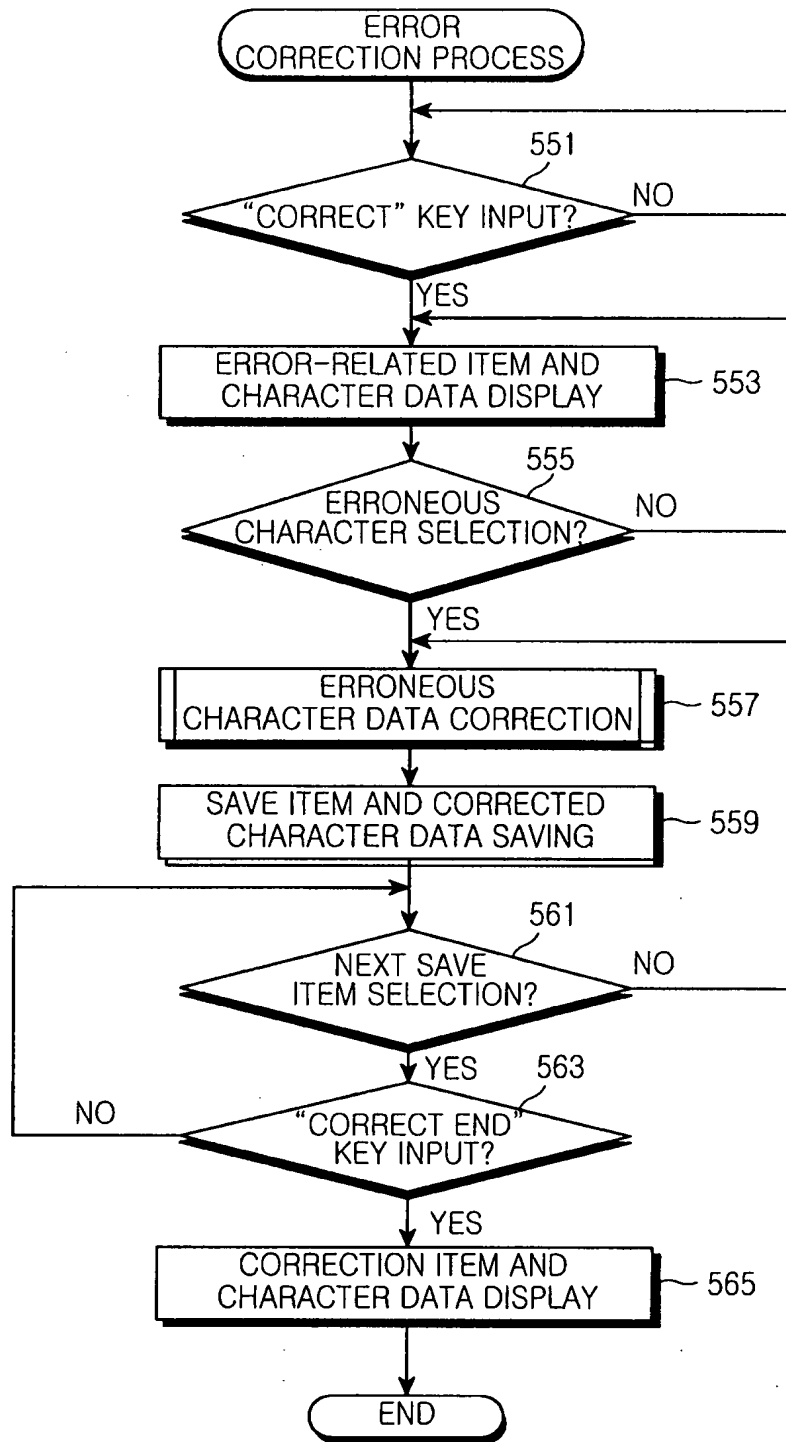 ERROR
CORRECTION PROCESS
551
“CORRECT” KEY INPUT?
NO
YES
ERROR-RELATED ITEM AND
CHARACTER DATA DISPLAY
553
555
ERRONEOUS
CHARACTER SELECTION?
NO
YES
ERRONEOUS
CHARACTER DATA CORRECTION
557
SAVE ITEM AND CORRECTED
CHARACTER DATA SAVING
559
561
NEXT SAVE
ITEM SELECTION?
NO
YES
563
NO
“CORRECT END”
KEY INPUT?
YES
CORRECTION ITEM AND
CHARACTER DATA DISPLAY
565
END